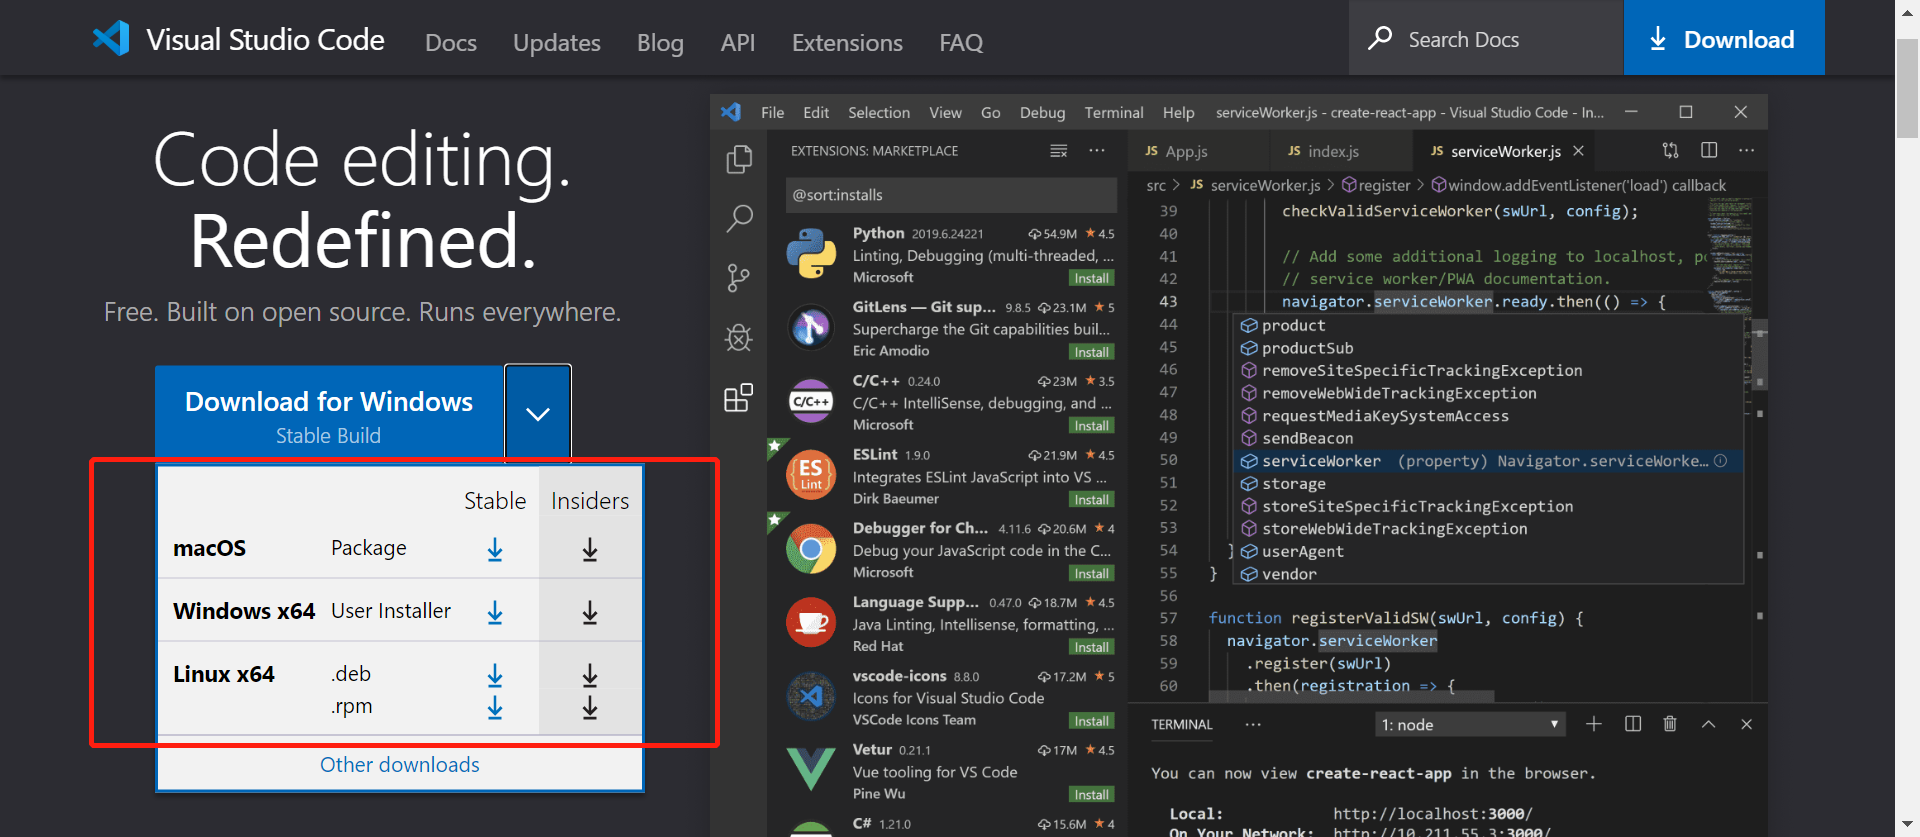 Visual Studio Code
Docs
Updates
Blog
API
Extensions
FAQ
Search Docs
Download
Code editing.
Redefined.
Free. Built on open source. Runs everywhere.
Download for Windows
Stable Build
Stable Insiders
macOS Package
Windows x64 User Installer
Linux x64 .deb
.rpm
Other downloads
File Edit Selection View Go Debug Terminal Help serviceWorker.js - create-react-app - Visual Studio Code - In...
EXTENSIONS: MARKETPLACE
@sort:installs
Python 2019.6.24221 54.9M 4.5
Linting, Debugging (multi-threaded, ...
Microsoft Install
GitLens — Git sup... 9.8.5 23.1M 5
Supercharge the Git capabilities buil...
Eric Amodio Install
C/C++
C/C++ 0.24.0 23M 3.5
C/C++ IntelliSense, debugging, and ...
Microsoft Install
ES
Lint
ESLint 1.9.0 21.9M 4.5
Integrates ESLint JavaScript into VS ...
Dirk Baeumer Install
Debugger for Ch... 4.11.6 20.6M 4
Debug your JavaScript code in the C...
Microsoft Install
Language Supp... 0.47.0 18.7M 4.5
Java Linting, Intellisense, formatting, ...
Red Hat Install
vscode-icons 8.8.0 17.2M 5
Icons for Visual Studio Code
VSCode Icons Team Install
Vetur 0.21.1 17M 4.5
Vue tooling for VS Code
Pine Wu Install
C# 1.21.0 15.6M 4
JS App.js JS index.js JS serviceWorker.js
src > JS serviceWorker.js > register > window.addEventListener('load') callback
39 checkValidServiceWorker(swUrl, config);
40
41 // Add some additional logging to localhost, po
42 // service worker/PWA documentation.
43 navigator.serviceWorker.ready.then(() => {
44 product
45 productSub
46 removeSiteSpecificTrackingException
47 removeWebWideTrackingException
48 requestMediaKeySystemAccess
49 sendBeacon
50 serviceWorker (property) Navigator.serviceWorke...
51 storage
52 storeSiteSpecificTrackingException
53 storeWebWideTrackingException
54 } userAgent
55 } vendor
56
57 function registerValidSW(swUrl, config) {
58 navigator.serviceWorker
59 .register(swUrl)
60 .then(registration => {
TERMINAL ... 1: node
You can now view create-react-app in the browser.
Local: http://localhost:3000/
On Your Network: http://10.211.55.3:3000/